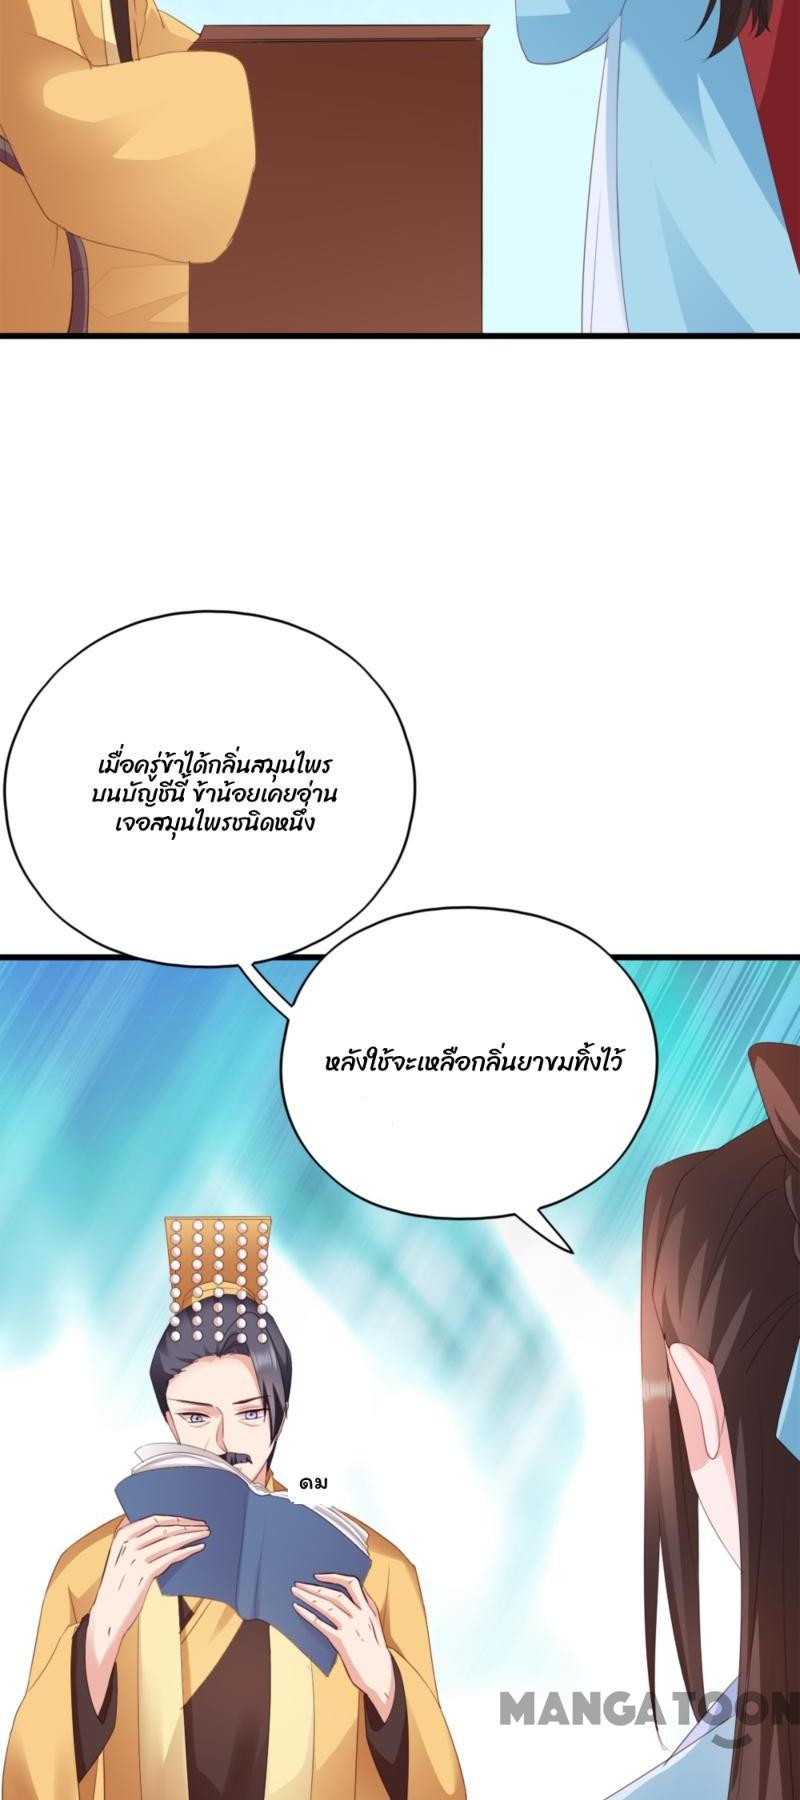 เมื่อครู่ข้าได้กลิ่นสมุนไพร
บนบัญชีนี้ ข้าน้อยเคยอ่าน
เจอสมุนไพรชนิดหนึ่ง
หลังใช้จะเหลือกลิ่นยาขมทิ้งไว้
ดม
MANGATOON